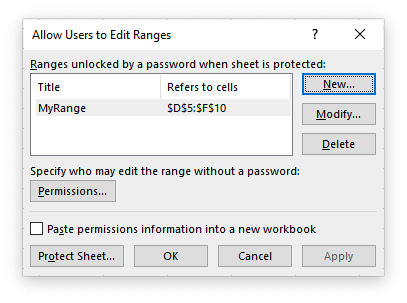 Allow Users to Edit Ranges ? ×
Ranges unlocked by a password when sheet is protected:
Title Refers to cells New...
MyRange $D$5:$F$10
Modify...
Delete
Specify who may edit the range without a password:
Permissions...
Paste permissions information into a new workbook
Protect Sheet... OK Cancel Apply